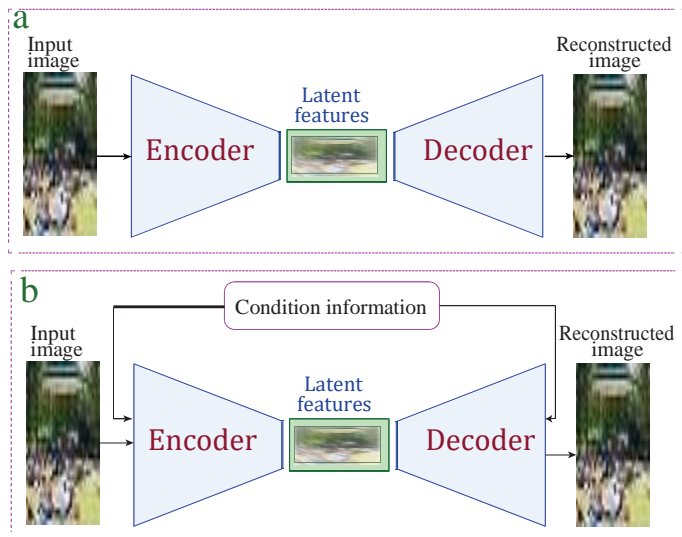 a
Input
image
Reconstructed
image
Latent
features
Encoder
Decoder
b
Condition information
Input
image
Reconstructed
image
Latent
features
Encoder
Decoder